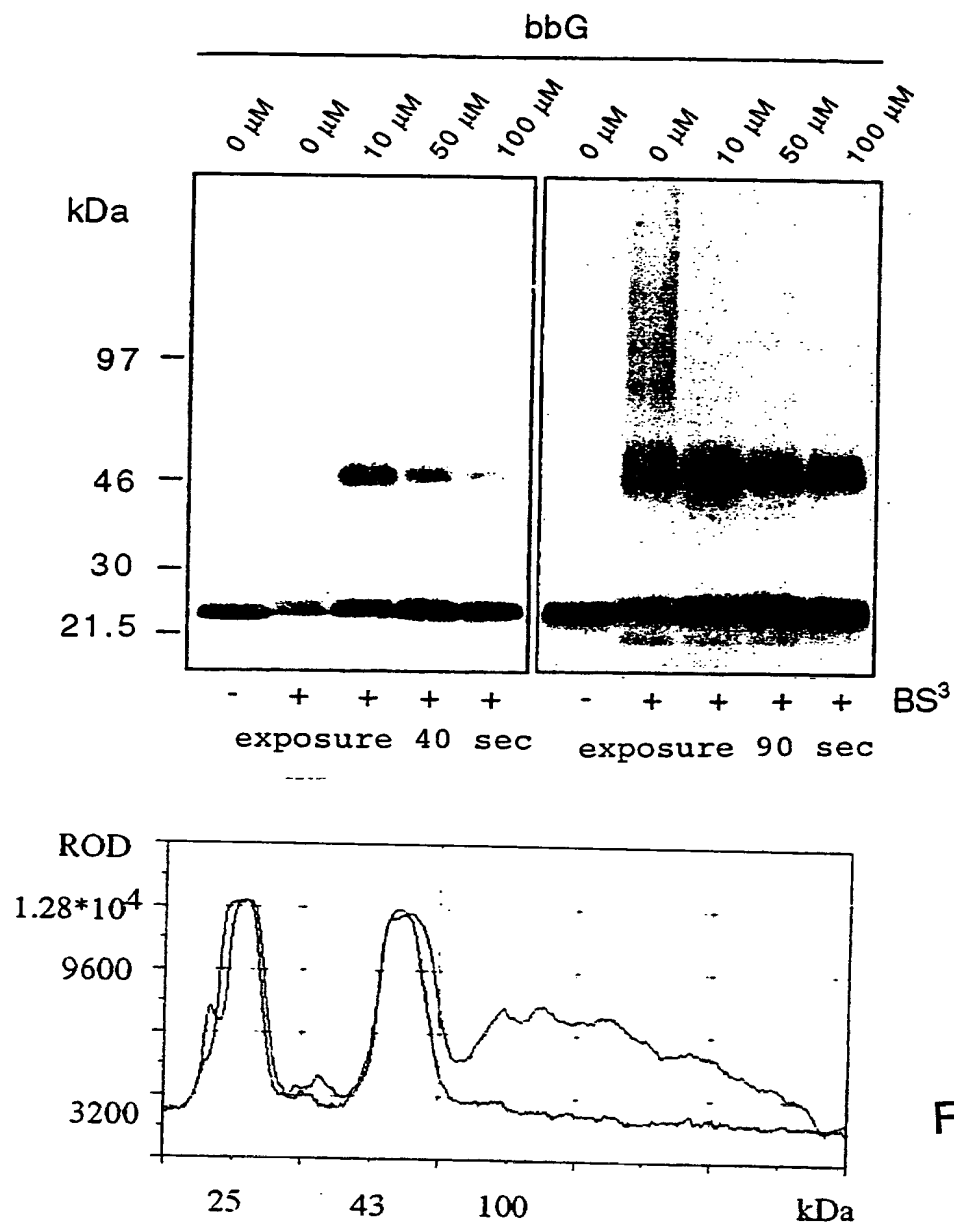 bbG
0 µM 0 µM 10 µM 50 µM 100 µM 0 µM 0 µM 10 µM 50 µM 100 µM
kDa
97
46
30
21.5
- + + + + - + + + + BS³
exposure 40 sec exposure 90 sec
ROD
1.28*10⁴
9600
3200
F
25 43 100 kDa